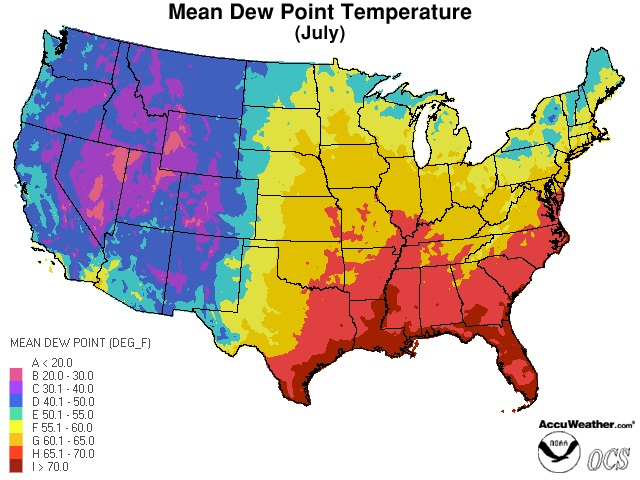 Mean Dew Point Temperature
(July)
MEAN DEW POINT (DEG_F)
A < 20.0
B 20.0 - 30.0
C 30.1 - 40.0
D 40.1 - 50.0
E 50.1 - 55.0
F 55.1 - 60.0
G 60.1 - 65.0
H 65.1 - 70.0
I > 70.0
AccuWeather.com®
NOAA
OCS